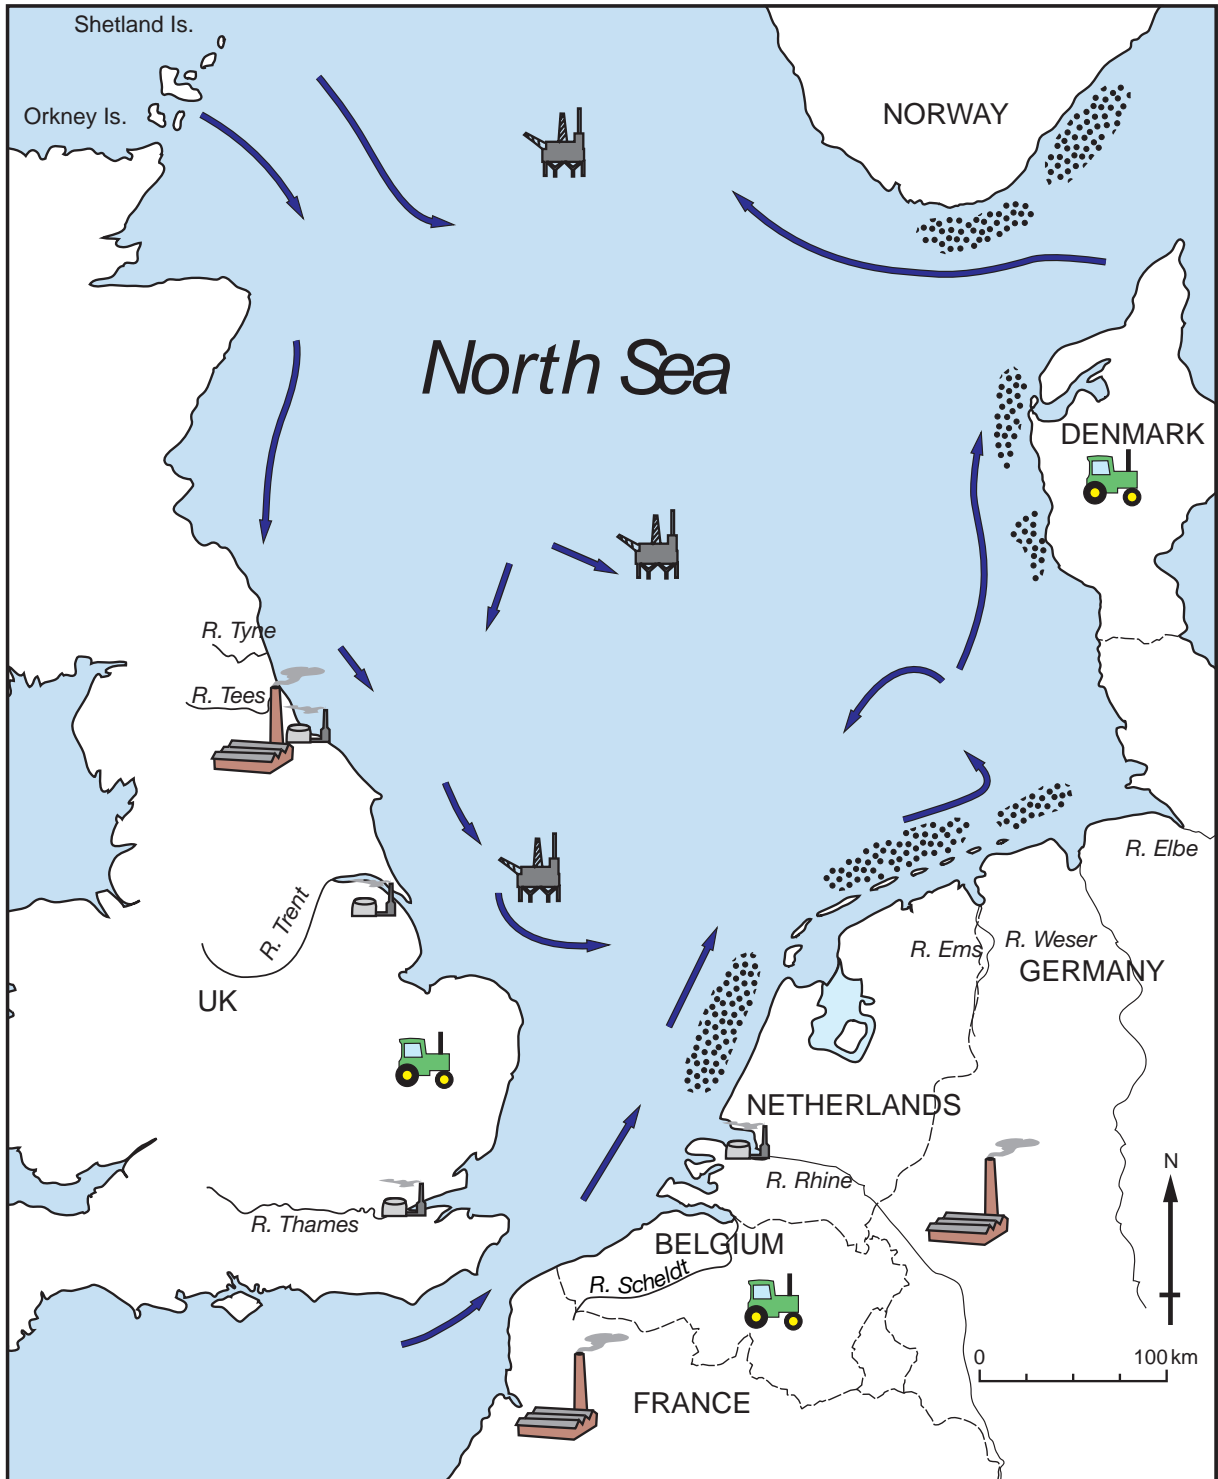 Shetland Is.
Orkney Is.
NORWAY
North Sea
DENMARK
R. Tyne
R. Tees
R. Elbe
R. Trent
R. Ems
R. Weser
GERMANY
UK
NETHERLANDS
N
R. Rhine
R. Thames
BELGIUM
R. Scheldt
0 100 km
FRANCE